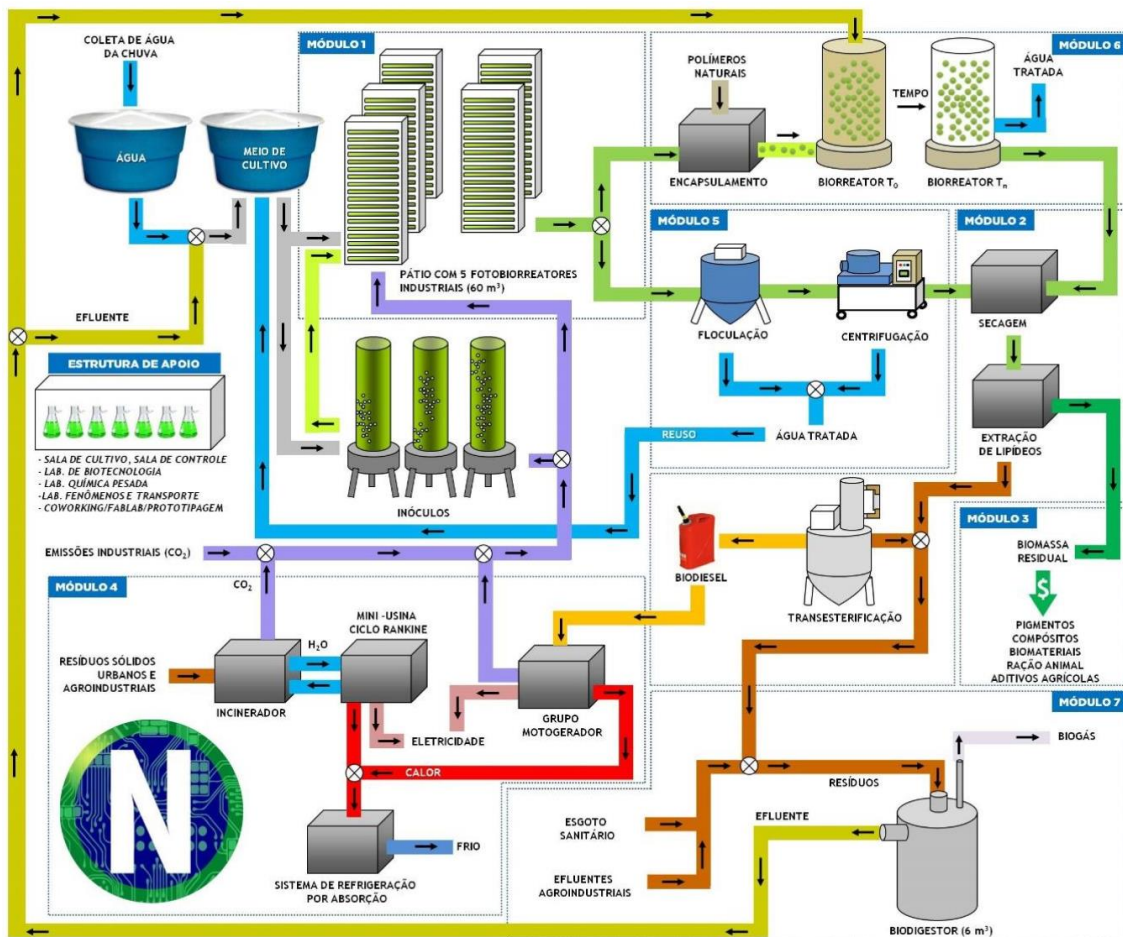 COLETA DE ÁGUA
DA CHUVA
ÁGUA
MEIO DE
CULTIVO
EFLUENTE
ESTRUTURA DE APOIO
- SALA DE CULTIVO, SALA DE CONTROLE
- LAB. DE BIOTECNOLOGIA
- LAB. QUÍMICA PESADA
-LAB. FENÔMENOS E TRANSPORTE
- COWORKING/FABLAB/PROTOTIPAGEM
MÓDULO 1
PÁTIO COM 5 FOTOBIORREATORES
INDUSTRIAIS (60 m³)
INÓCULOS
MÓDULO 6
POLÍMEROS
NATURAIS
ENCAPSULAMENTO
BIORREATOR T₀
TEMPO
BIORREATOR Tₙ
ÁGUA
TRATADA
MÓDULO 5
FLOCULAÇÃO
CENTRIFUGAÇÃO
ÁGUA TRATADA
REUSO
MÓDULO 2
SECAGEM
EXTRAÇÃO
DE LIPÍDEOS
TRANSESTERIFICAÇÃO
BIODIESEL
MÓDULO 3
BIOMASSA
RESIDUAL
$
PIGMENTOS
COMPÓSITOS
BIOMATERIAIS
RAÇÃO ANIMAL
ADITIVOS AGRÍCOLAS
EMISSÕES INDUSTRIAIS (CO₂)
MÓDULO 4
CO₂
RESÍDUOS SÓLIDOS
URBANOS E
AGROINDUSTRIAIS
INCINERADOR
H₂O
MINI -USINA
CICLO RANKINE
ELETRICIDADE
GRUPO
MOTOGERADOR
CALOR
SISTEMA DE REFRIGERAÇÃO
POR ABSORÇÃO
FRIO
N
MÓDULO 7
BIOGÁS
RESÍDUOS
ESGOTO
SANITÁRIO
EFLUENTES
AGROINDUSTRIAIS
EFLUENTE
BIODIGESTOR (6 m³)